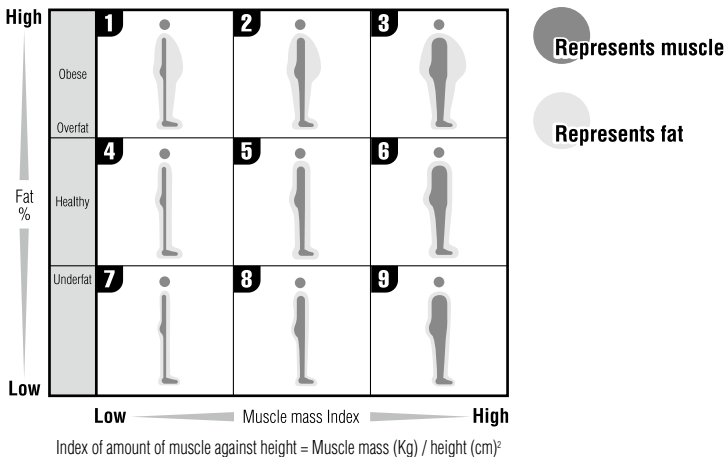 High
1
2
3
Represents muscle
Obese
Overfat
Represents fat
4
5
6
Fat
%
Healthy
Underfat
7
8
9
Low
Low
Muscle mass Index
High
Index of amount of muscle against height = Muscle mass (Kg) / height (cm)²